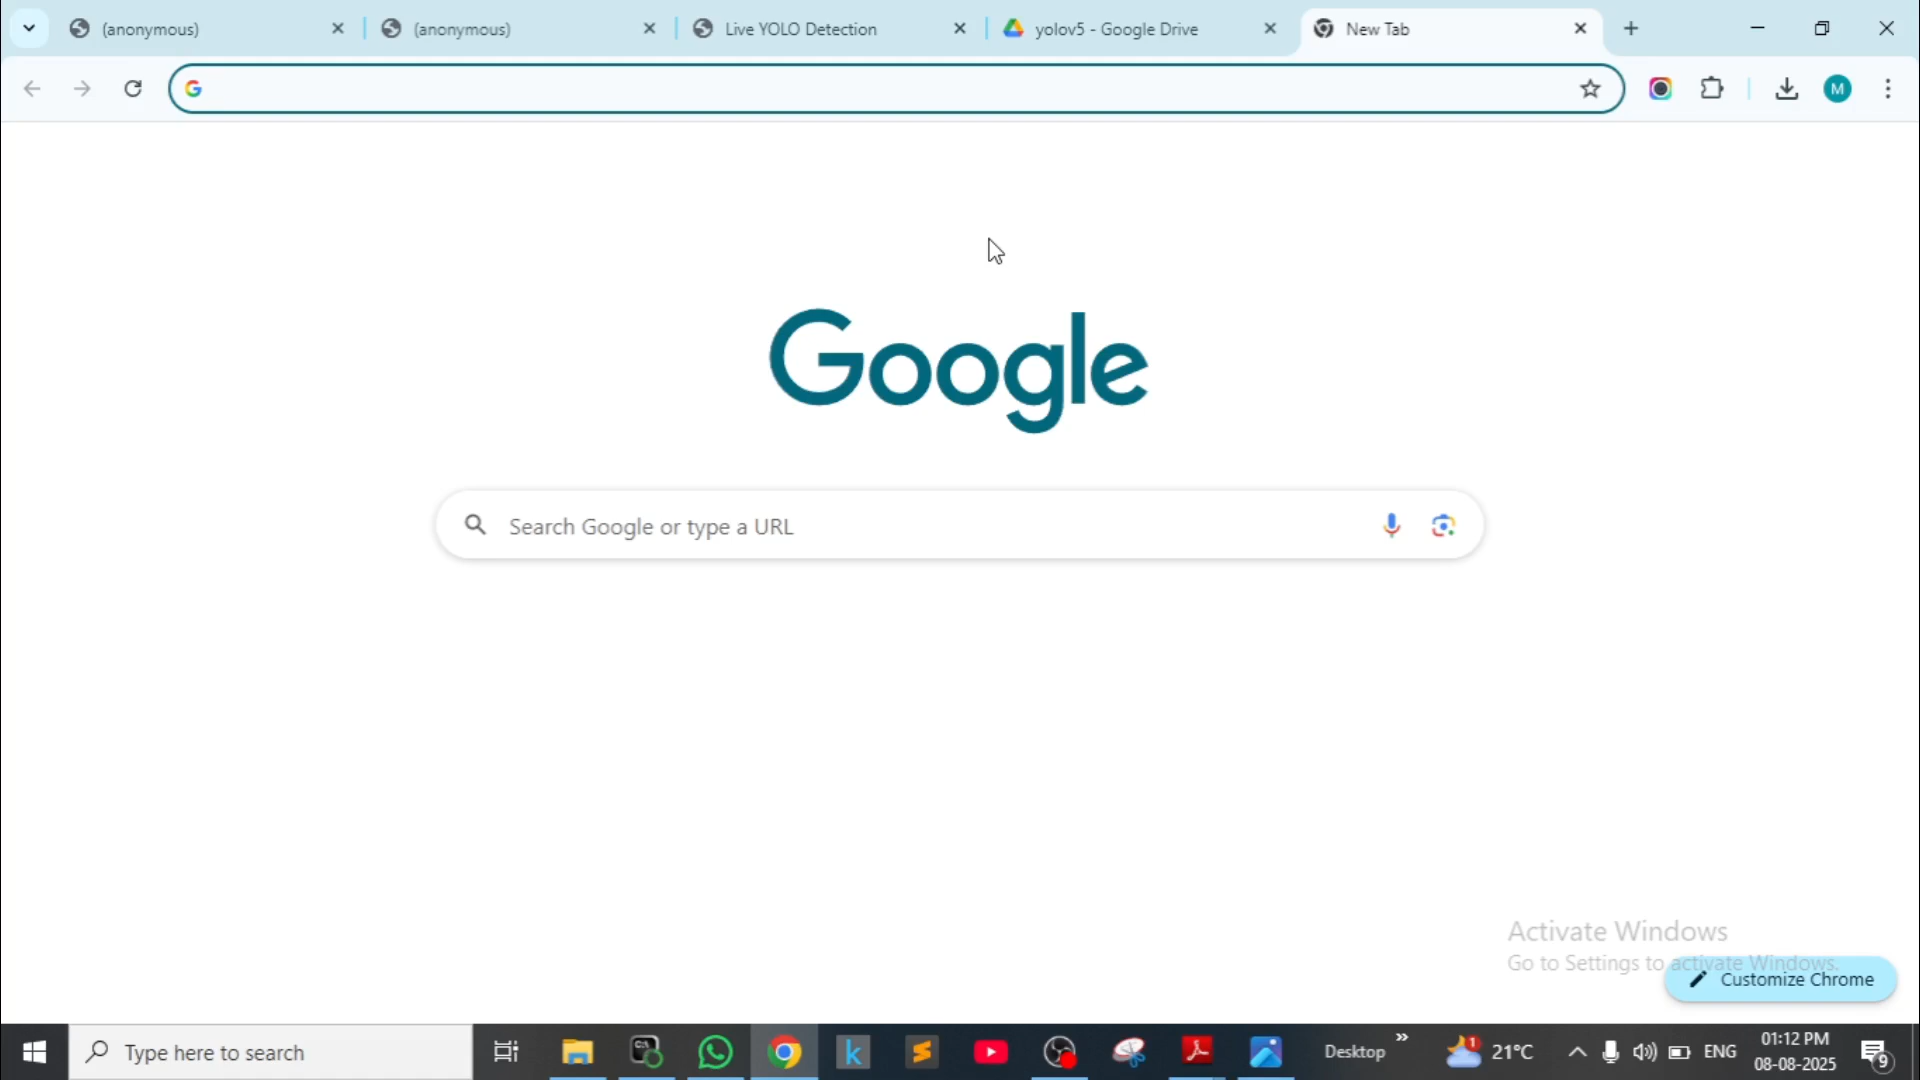 (anonymous)
(anonymous)
Live YOLO Detection
yolov5 - Google Drive
New Tab
M
Google
Search Google or type a URL
Activate Windows
Go to Settings to activate Windows.
Customize Chrome
Type here to search
Desktop
1
21°C
ENG
01:12 PM
08-08-2025
9